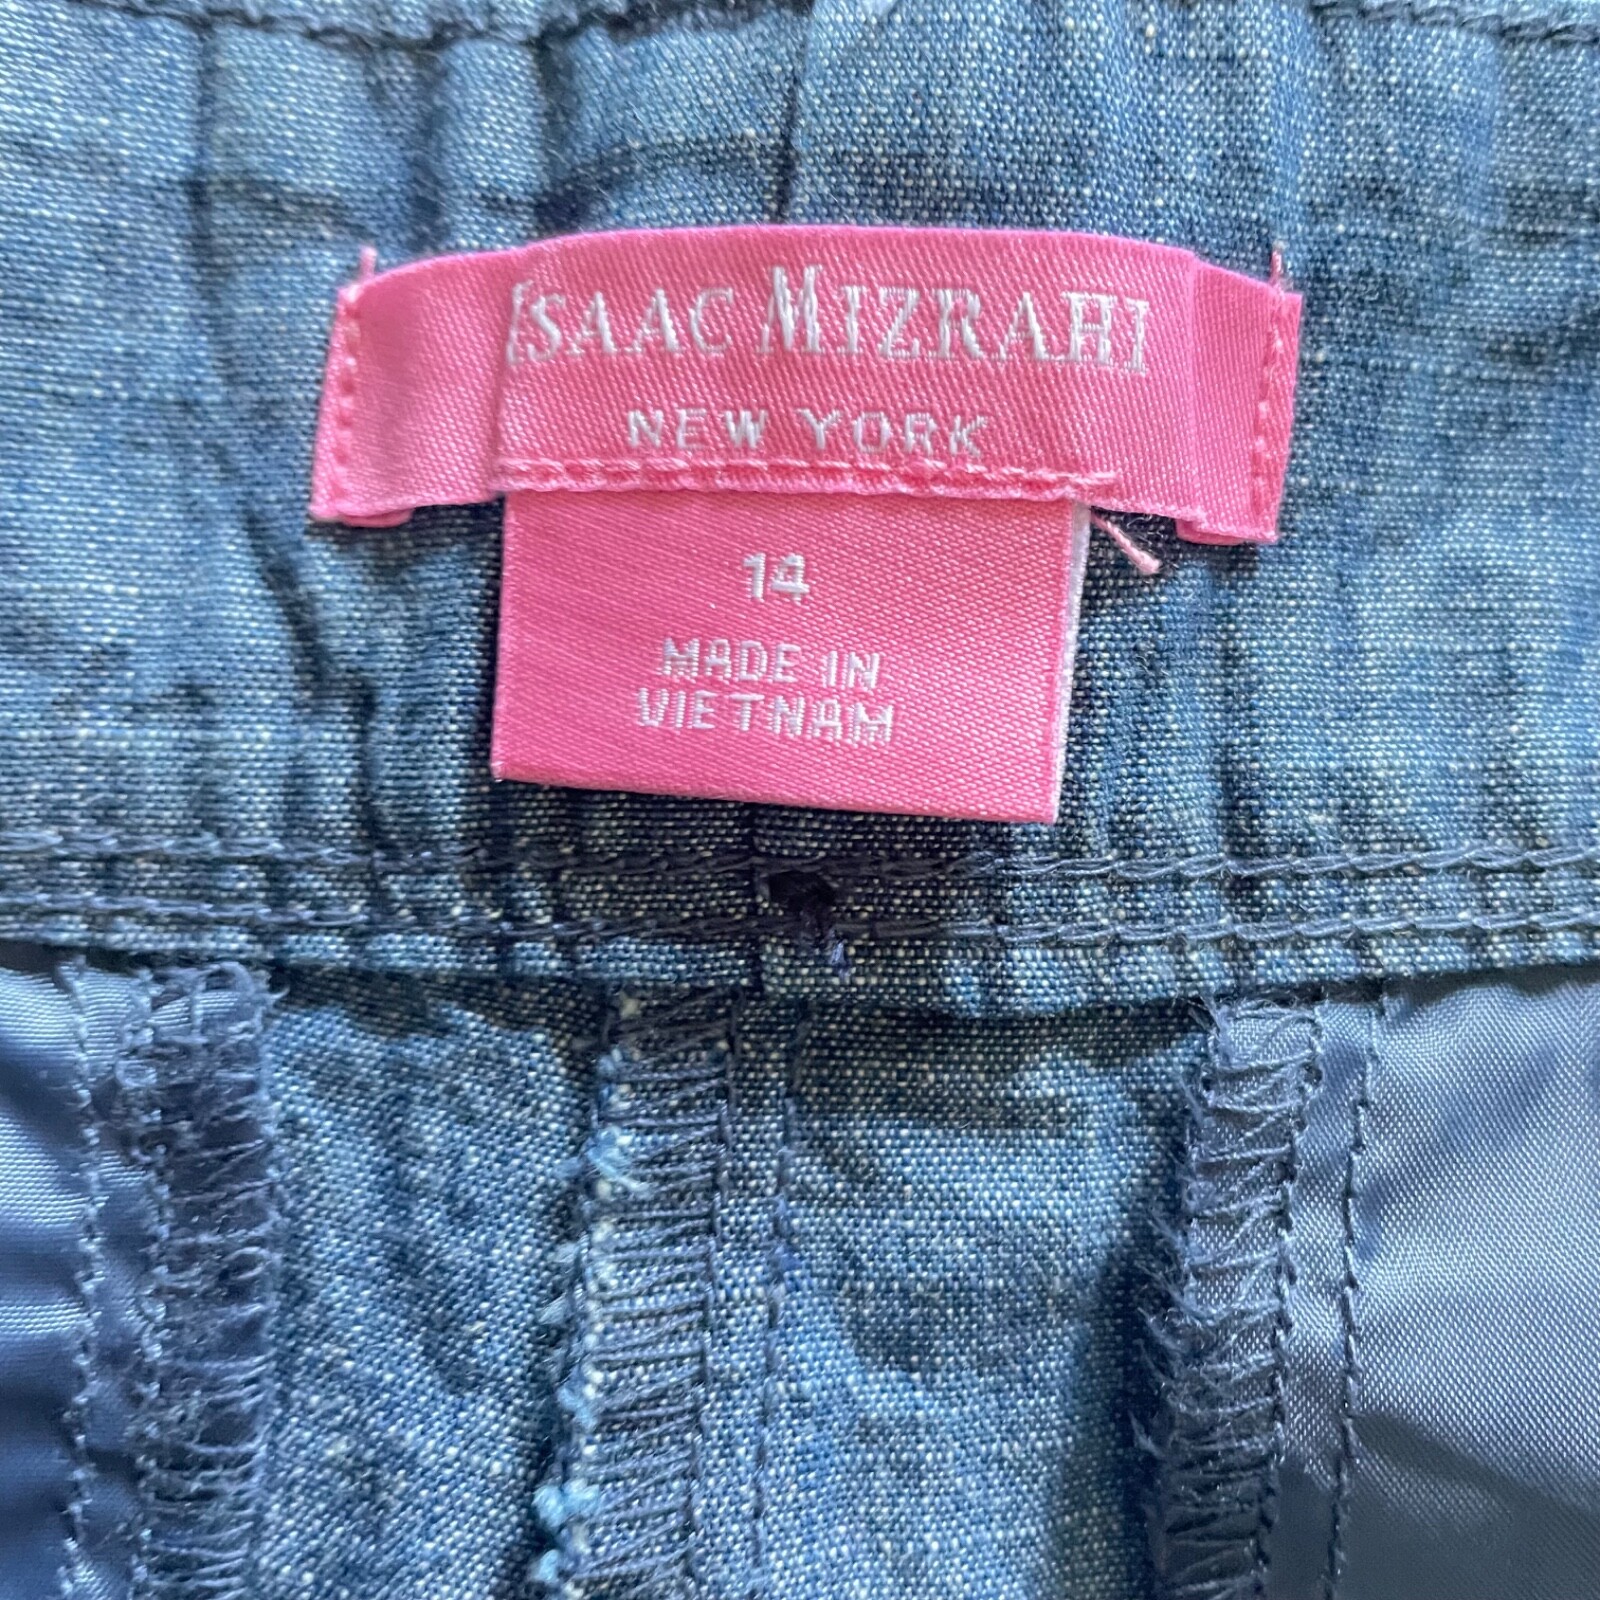 ISAAC MIZRAHI
NEW YORK
14
MADE IN
VIETNAM